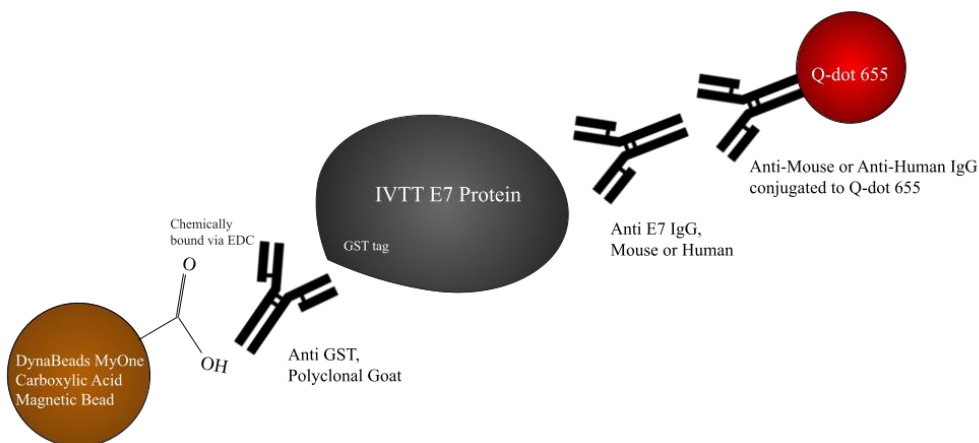 Q-dot 655
Anti-Mouse or Anti-Human IgG
conjugated to Q-dot 655
IVTT E7 Protein
GST tag
Anti E7 IgG,
Mouse or Human
Chemically
bound via EDC
O
OH
Anti GST,
Polyclonal Goat
DynaBeads MyOne
Carboxylic Acid
Magnetic Bead